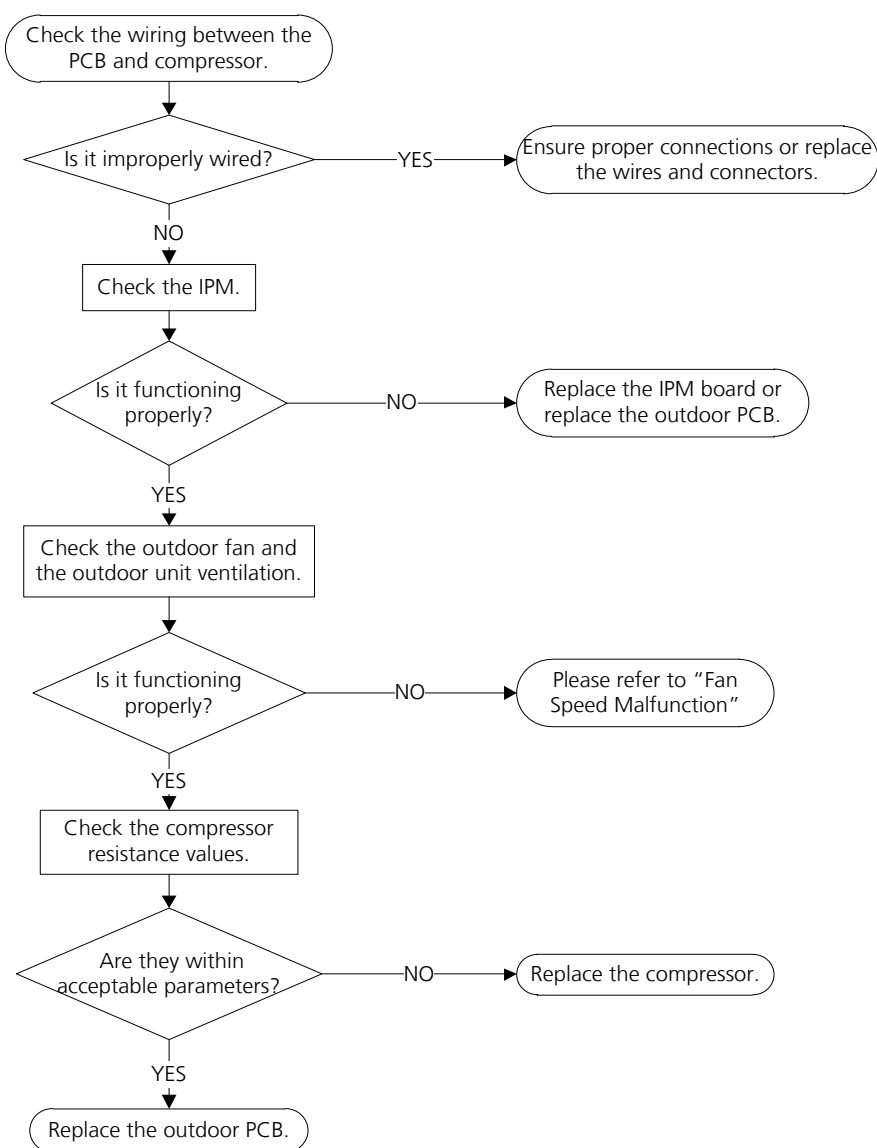 Check the wiring between the
PCB and compressor.
Is it improperly wired?
YES
Ensure proper connections or replace
the wires and connectors.
NO
Check the IPM.
Is it functioning
properly?
NO
Replace the IPM board or
replace the outdoor PCB.
YES
Check the outdoor fan and
the outdoor unit ventilation.
Is it functioning
properly?
NO
Please refer to “Fan
Speed Malfunction”
YES
Check the compressor
resistance values.
Are they within
acceptable parameters?
NO
Replace the compressor.
YES
Replace the outdoor PCB.